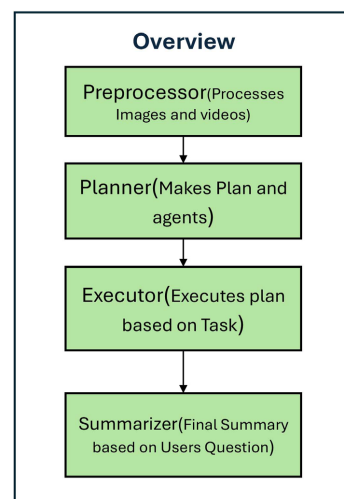 Overview
Preprocessor(Processes
Images and videos)
Planner(Makes Plan and
agents)
Executor(Executes plan
based on Task)
Summarizer(Final Summary
based on Users Question)